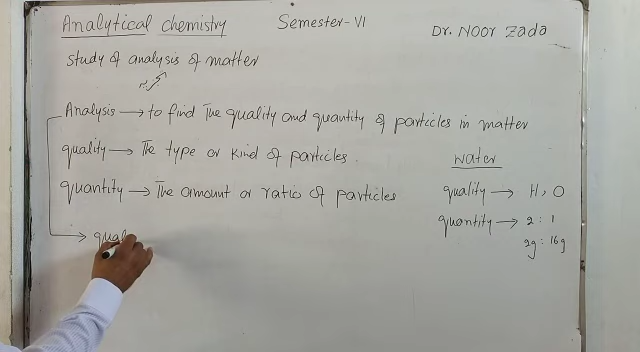 Analytical chemistry Semester-VI Dr. Noor Zada
Study of analysis of matter
Analysis → to find The quality and quantity of particles in matter
quality → The type or kind of particles.
quantity → The amount or ratio of particles
water
quality → H, O
quantity → 2 : 1
2g : 16g
→ qual